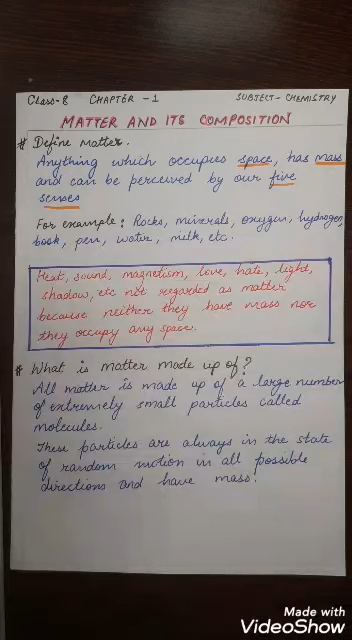 Class-8 CHAPTER -1 SUBJECT- CHEMISTRY
MATTER AND ITS COMPOSITION
# Define matter.
Anything which occupies space, has mass
and can be perceived by our five
senses
For example: Rocks, minerals, oxygen, hydrogen,
book, pen, water, milk, etc.
Heat, sound, magnetism, love, hate, light,
shadow, etc not regarded as matter
because neither they have mass nor
they occupy any space.
# What is matter made up of?
All matter is made up of a large number
of extremely small particles called
molecules.
These particles are always in the state
of random motion in all possible
directions and have mass.
Made with
VideoShow